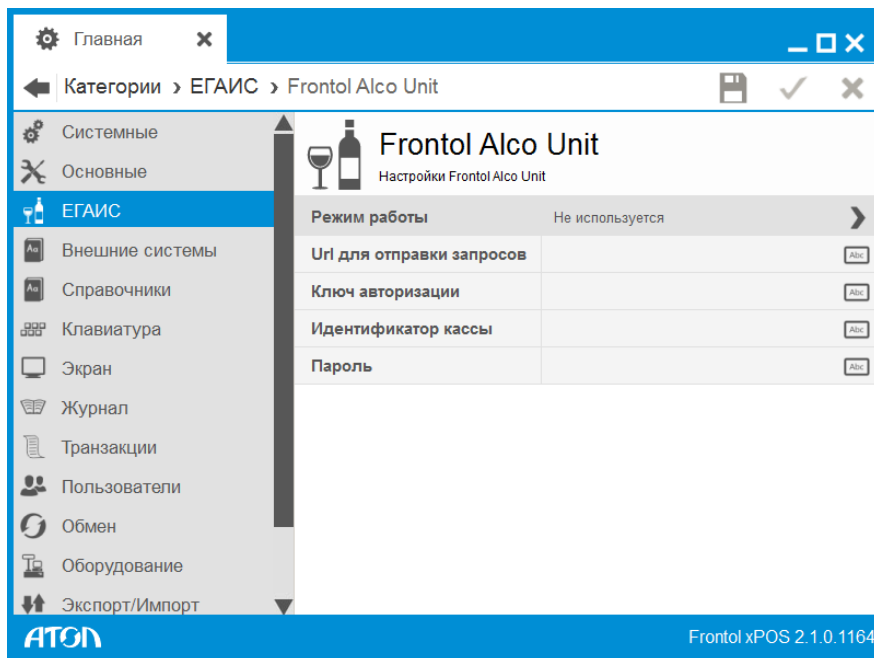 Главная
Категории › ЕГАИС › Frontol Alco Unit
Системные
Основные
ЕГАИС
Внешние системы
Справочники
Клавиатура
Экран
Журнал
Транзакции
Пользователи
Обмен
Оборудование
Экспорт/Импорт
Frontol Alco Unit
Настройки Frontol Alco Unit
Режим работы Не используется
Url для отправки запросов Abc
Ключ авторизации Abc
Идентификатор кассы Abc
Пароль Abc
АТОЛ Frontol xPOS 2.1.0.1164